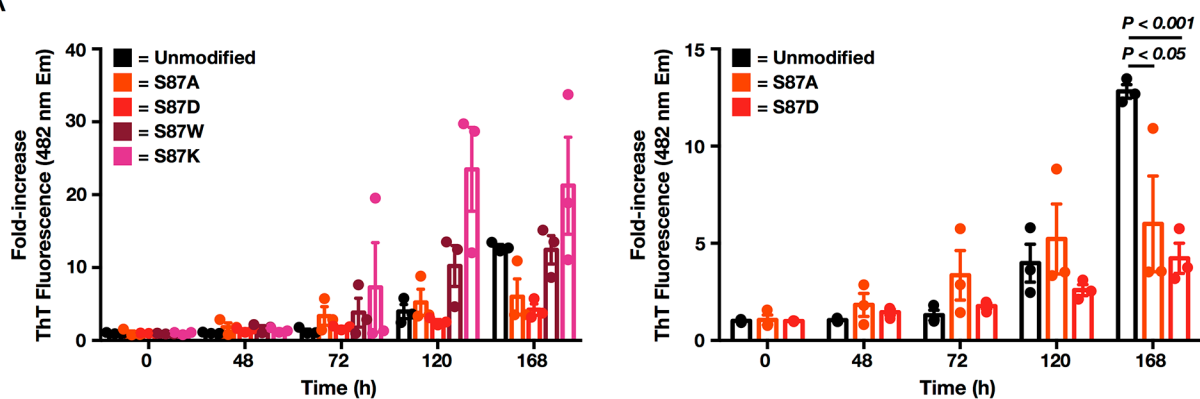 A
Fold-increase
ThT Fluorescence (482 nm Em)
40
30
20
10
0
= Unmodified
= S87A
= S87D
= S87W
= S87K
0
48
72
120
168
Time (h)
Fold-increase
ThT Fluorescence (482 nm Em)
15
10
5
0
= Unmodified
= S87A
= S87D
P < 0.001
P < 0.05
0
48
72
120
168
Time (h)